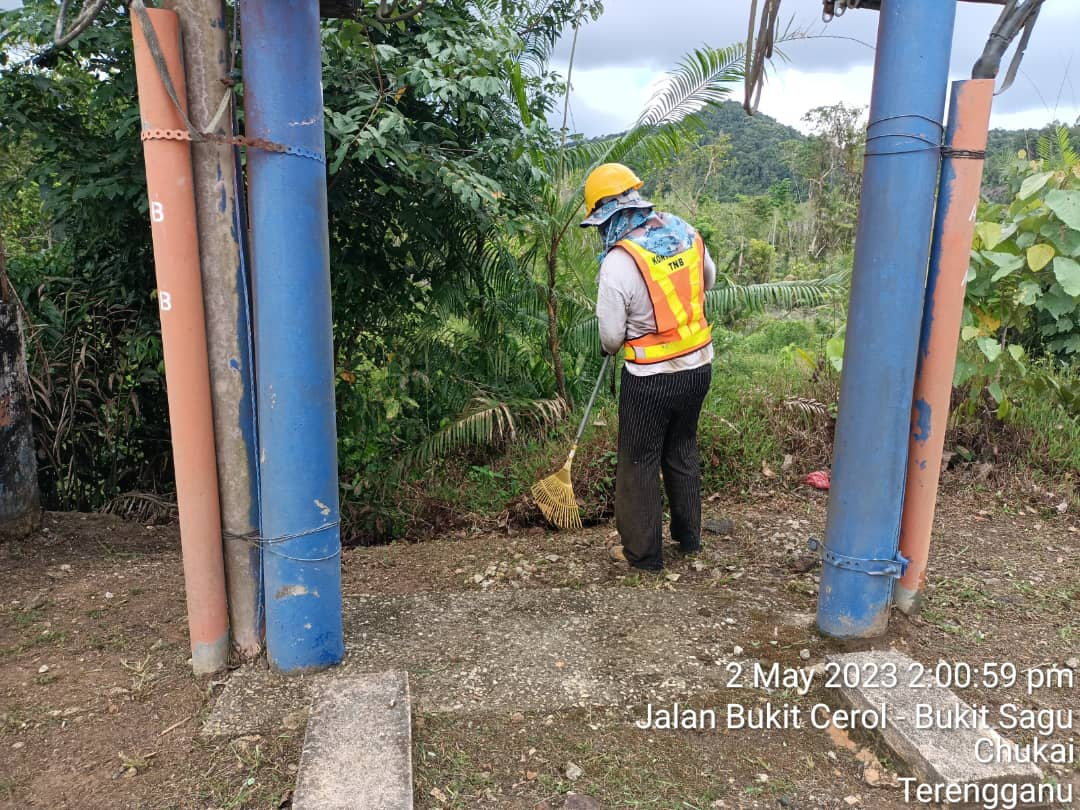 B
B
TNB
2 May 2023 2:00:59 pm
Jalan Bukit Cerol - Bukit Sagu
Chukai
Terengganu